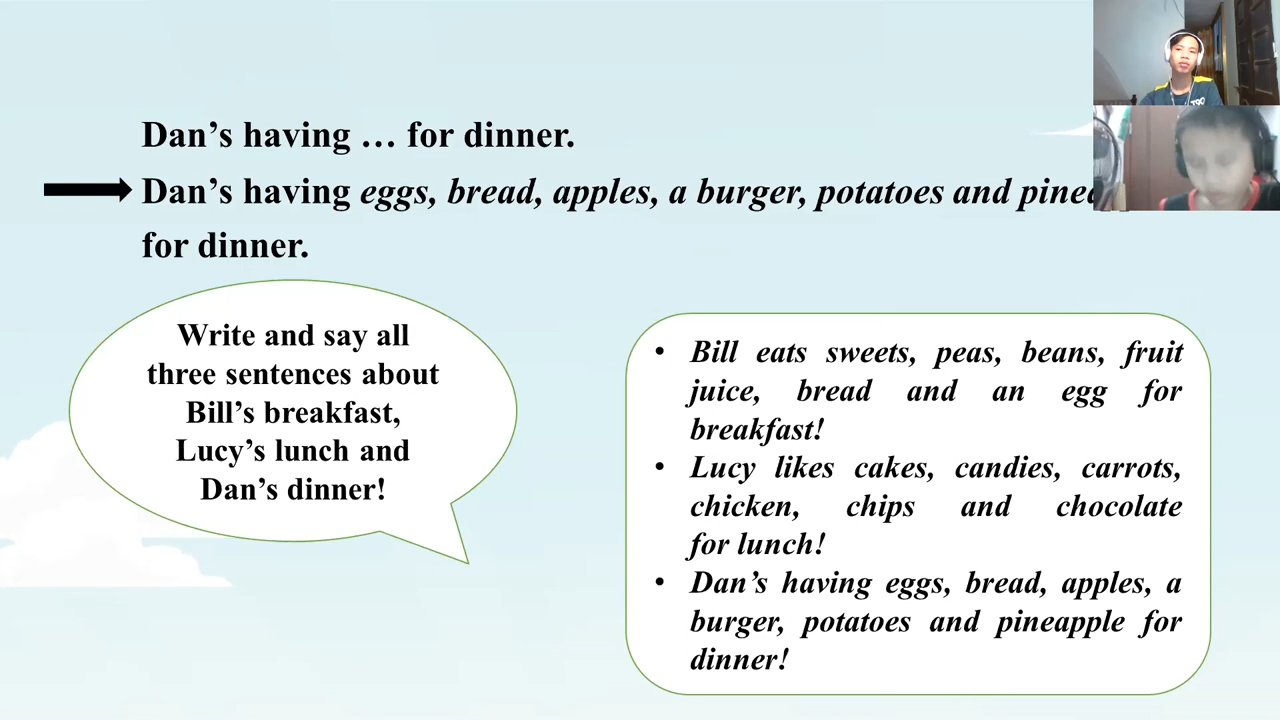 Dan’s having … for dinner.
Dan’s having eggs, bread, apples, a burger, potatoes and
for dinner.
Write and say all
three sentences about
Bill’s breakfast,
Lucy’s lunch and
Dan’s dinner!
• Bill eats sweets, peas, beans, fruit
juice, bread and an egg for
breakfast!
• Lucy likes cakes, candies, carrots,
chicken, chips and chocolate
for lunch!
• Dan’s having eggs, bread, apples, a
burger, potatoes and pineapple for
dinner!